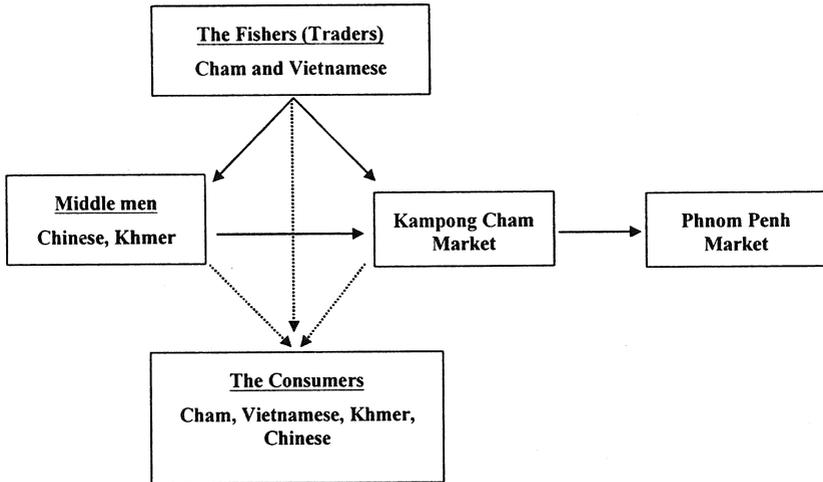 The Fishers (Traders)
Cham and Vietnamese
Middle men
Chinese, Khmer
Kampong Cham
Market
Phnom Penh
Market
The Consumers
Cham, Vietnamese, Khmer,
Chinese